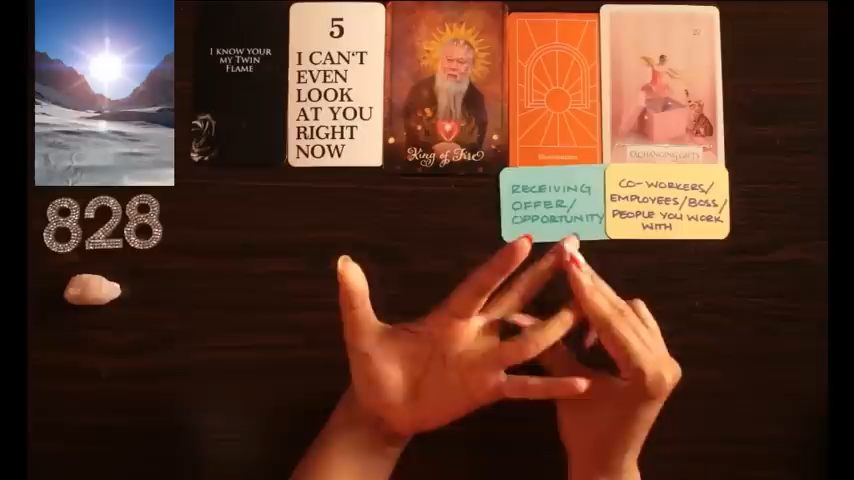 I KNOW YOUR
MY TWIN
FLAME
5
I CAN'T
EVEN
LOOK
AT YOU
RIGHT
NOW
King of Fire
EXCHANGING GIFTS
RECEIVING
OFFER/
OPPORTUNITY
CO-WORKERS/
EMPLOYEES/BOSS/
PEOPLE YOU WORK
WITH
828